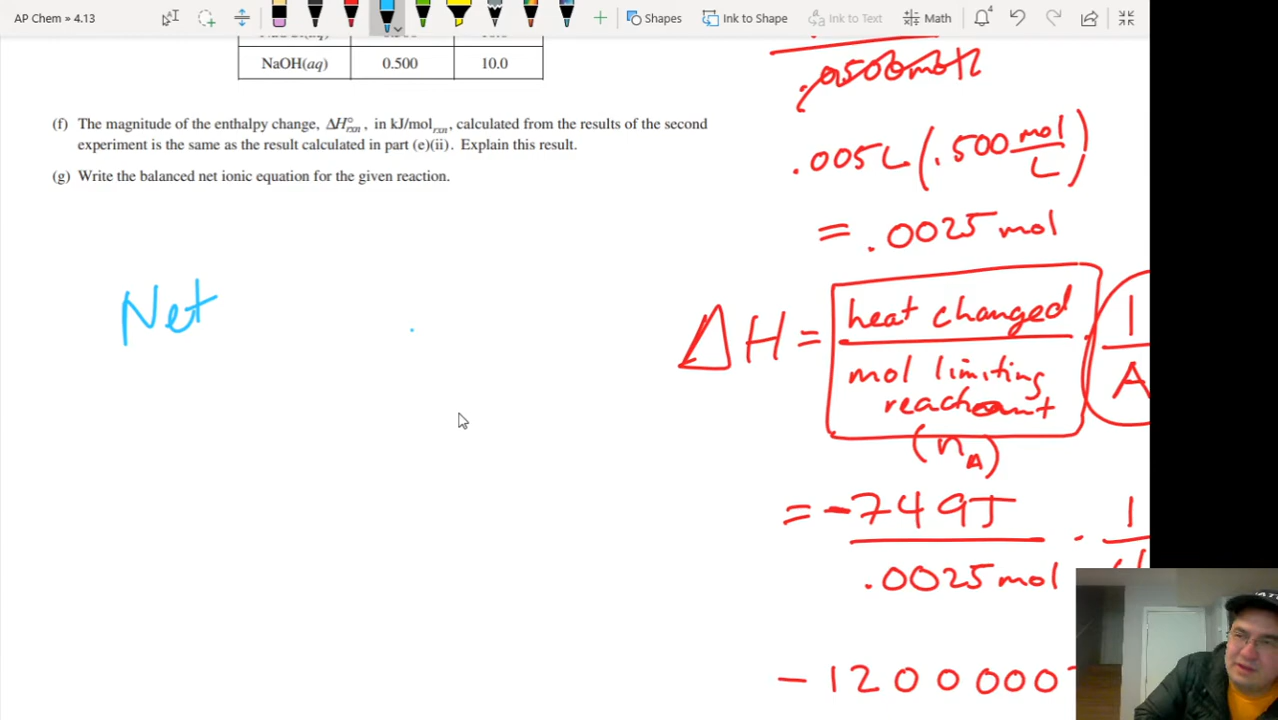 AP Chem » 4.13
Shapes
Ink to Shape
Ink to Text
Math
NaOH(aq) 0.500 10.0
(f) The magnitude of the enthalpy change, ΔH°rxn, in kJ/molrxn, calculated from the results of the second
experiment is the same as the result calculated in part (e)(ii). Explain this result.
(g) Write the balanced net ionic equation for the given reaction.
Net
.005L (.500 mol/L)
= .0025 mol
ΔH = heat changed
mol limiting
reactant
(nA)
1
A
= -749J
.0025 mol
. 1
-1200000